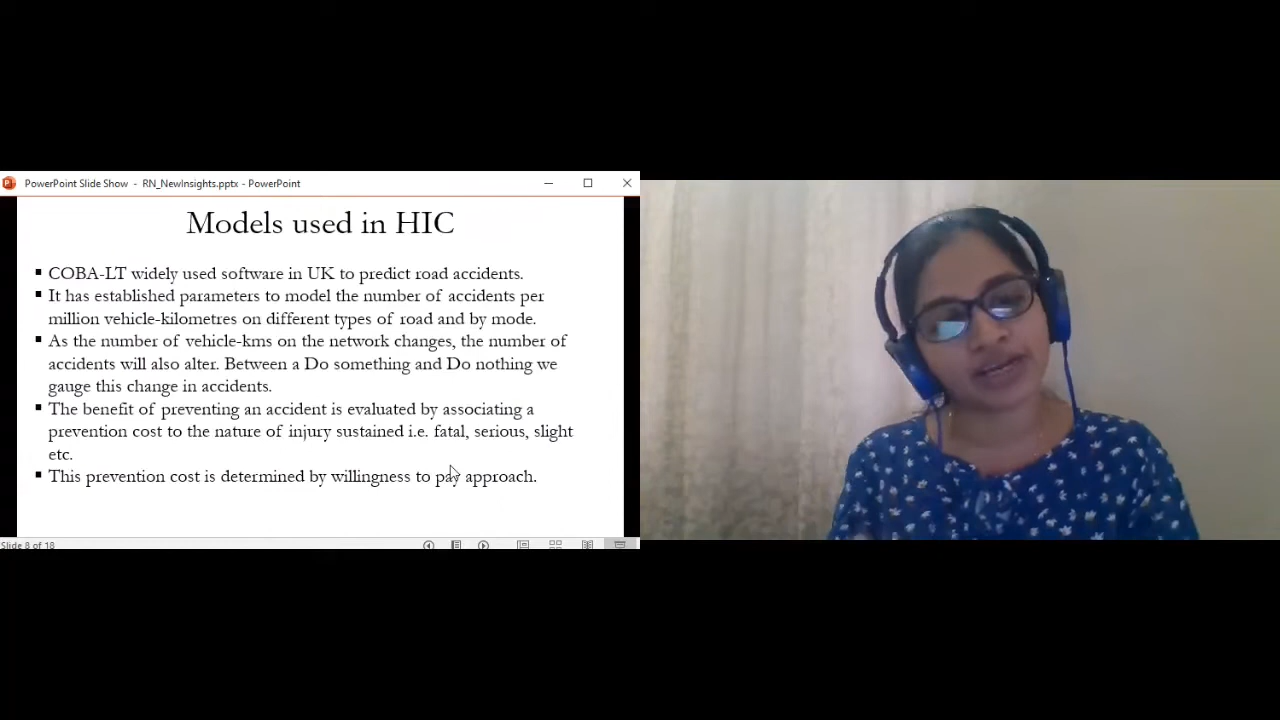 PowerPoint Slide Show - RN_NewInsights.pptx - PowerPoint
Models used in HIC
▪ COBA-LT widely used software in UK to predict road accidents.
▪ It has established parameters to model the number of accidents per
million vehicle-kilometres on different types of road and by mode.
▪ As the number of vehicle-kms on the network changes, the number of
accidents will also alter. Between a Do something and Do nothing we
gauge this change in accidents.
▪ The benefit of preventing an accident is evaluated by associating a
prevention cost to the nature of injury sustained i.e. fatal, serious, slight
etc.
▪ This prevention cost is determined by willingness to pay approach.
Slide 8 of 18